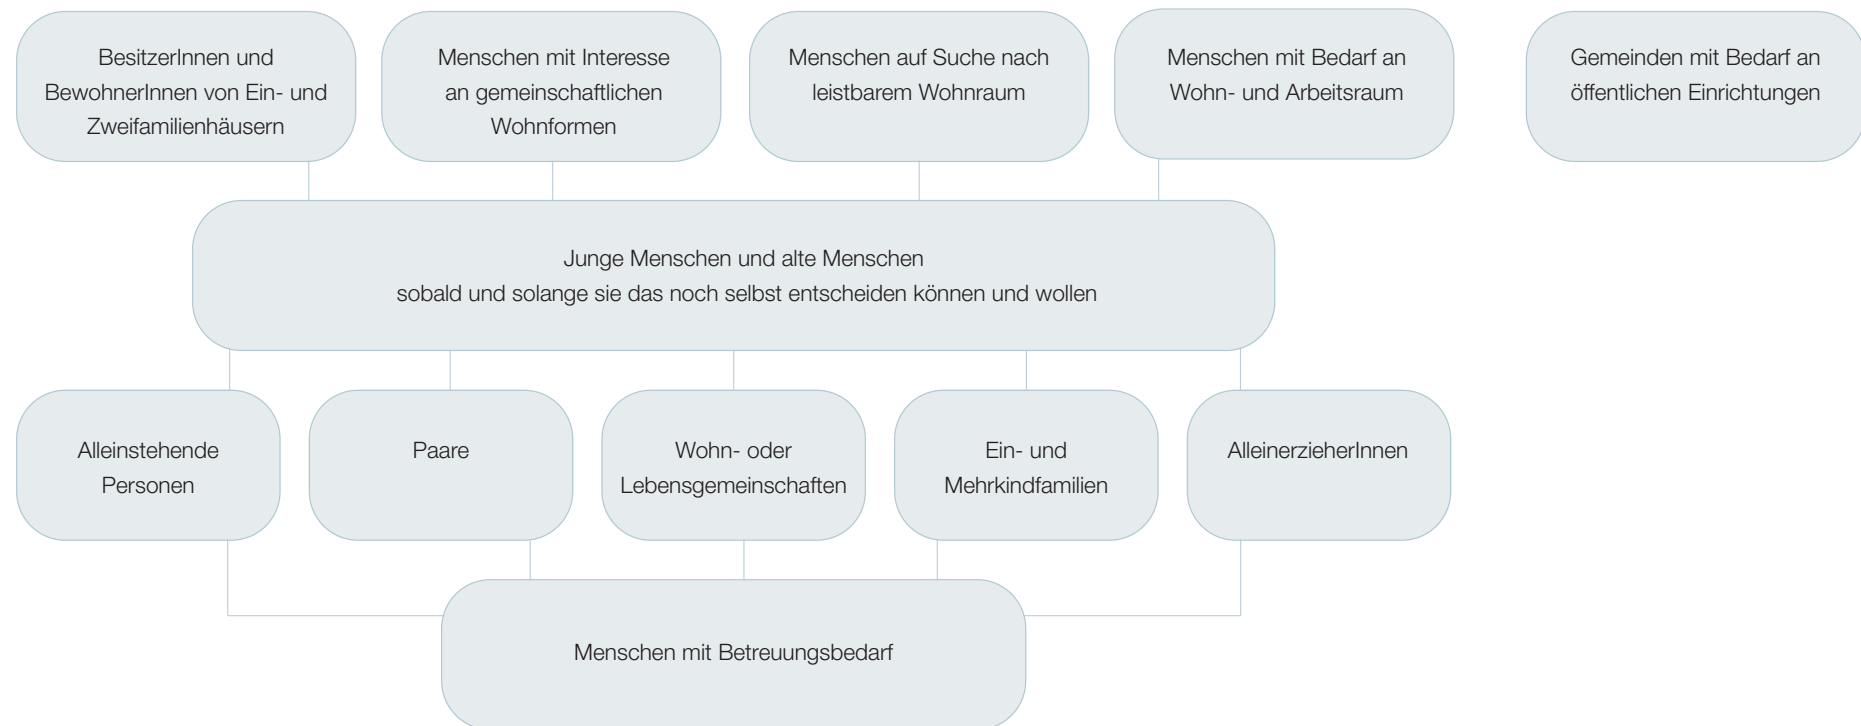 BesitzerInnen und
BewohnerInnen von Ein- und
Zweifamilienhäusern
Menschen mit Interesse
an gemeinschaftlichen
Wohnformen
Menschen auf Suche nach
leistbarem Wohnraum
Menschen mit Bedarf an
Wohn- und Arbeitsraum
Gemeinden mit Bedarf an
öffentlichen Einrichtungen
Junge Menschen und alte Menschen
sobald und solange sie das noch selbst entscheiden können und wollen
Alleinstehende
Personen
Paare
Wohn- oder
Lebensgemeinschaften
Ein- und
Mehrkindfamilien
AlleinerzieherInnen
Menschen mit Betreuungsbedarf